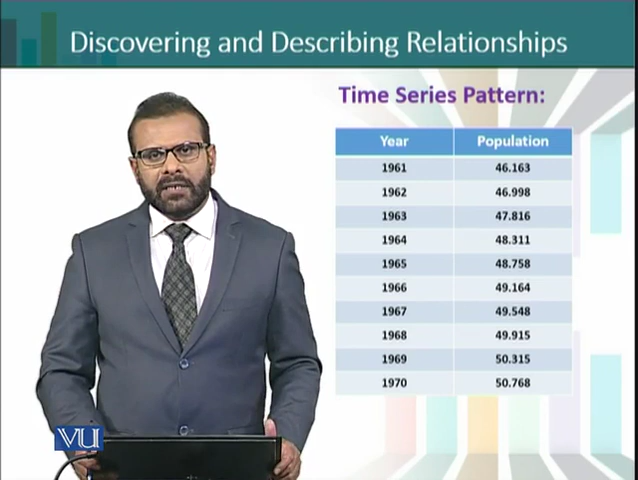 Discovering and Describing Relationships
Time Series Pattern:
Year Population
1961 46.163
1962 46.998
1963 47.816
1964 48.311
1965 48.758
1966 49.164
1967 49.548
1968 49.915
1969 50.315
1970 50.768
VU